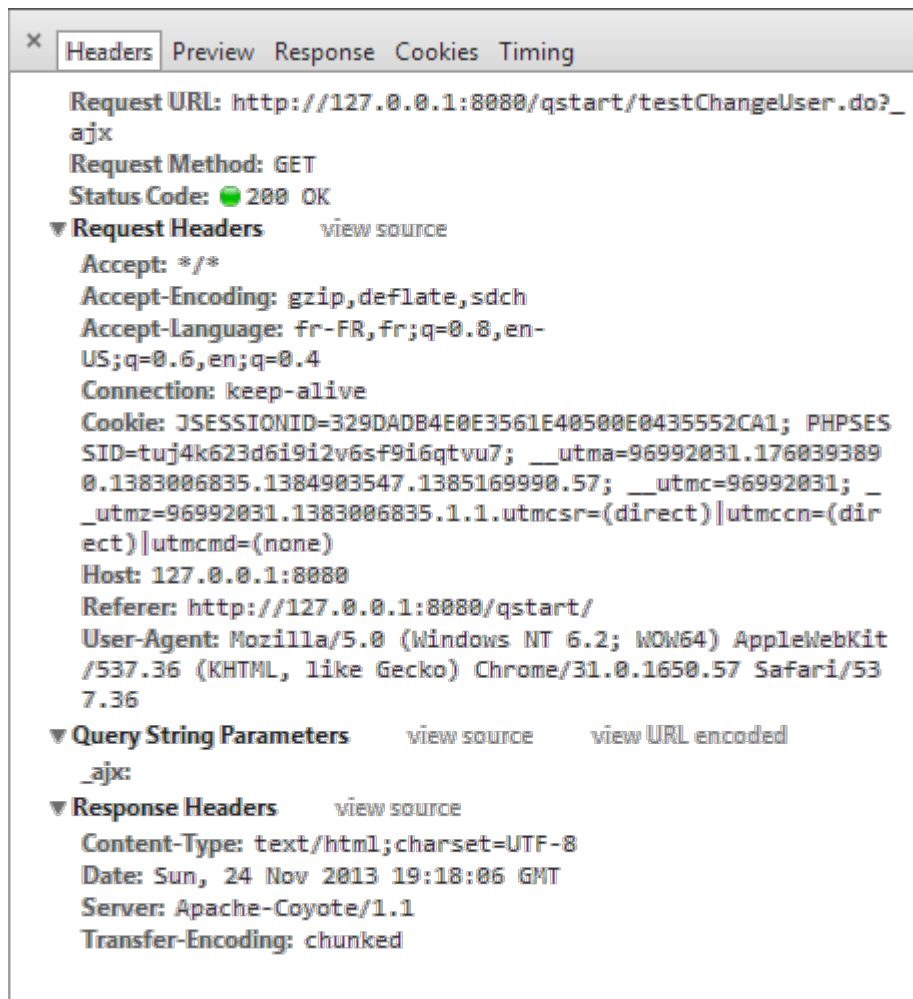 × Headers Preview Response Cookies Timing
Request URL: http://127.0.0.1:8080/qstart/testChangeUser.do?_
ajx
Request Method: GET
Status Code: 200 OK
▼ Request Headers view source
Accept: */*
Accept-Encoding: gzip,deflate,sdch
Accept-Language: fr-FR,fr;q=0.8,en-
US;q=0.6,en;q=0.4
Connection: keep-alive
Cookie: JSESSIONID=329DADB4E0E3561E40500E0435552CA1; PHPSES
SID=tuj4k623d6i9i2v6sf9i6qtvu7; __utma=96992031.176039389
0.1383006835.1384903547.1385169990.57; __utmc=96992031; _
_utmz=96992031.1383006835.1.1.utmcsr=(direct)|utmccn=(dir
ect)|utmcmd=(none)
Host: 127.0.0.1:8080
Referer: http://127.0.0.1:8080/qstart/
User-Agent: Mozilla/5.0 (Windows NT 6.2; WOW64) AppleWebKit
/537.36 (KHTML, like Gecko) Chrome/31.0.1650.57 Safari/53
7.36
▼ Query String Parameters view source view URL encoded
_ajx:
▼ Response Headers view source
Content-Type: text/html;charset=UTF-8
Date: Sun, 24 Nov 2013 19:18:06 GMT
Server: Apache-Coyote/1.1
Transfer-Encoding: chunked